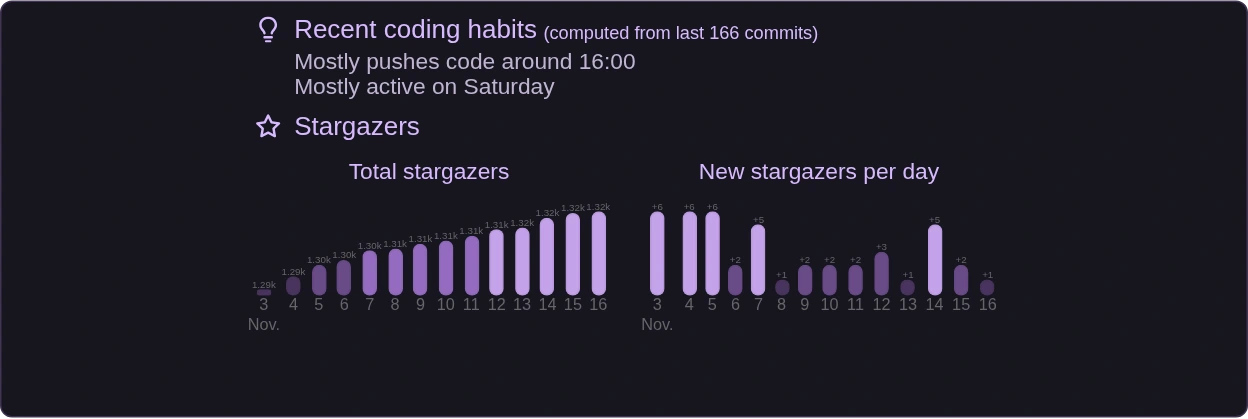 Recent coding habits (computed from last 166 commits)
Mostly pushes code around 16:00
Mostly active on Saturday
Stargazers
Total stargazers
1.29k 1.29k 1.30k 1.30k 1.30k 1.31k 1.31k 1.31k 1.31k 1.31k 1.32k 1.32k 1.32k 1.32k
3 4 5 6 7 8 9 10 11 12 13 14 15 16
Nov.
New stargazers per day
+6 +6 +6 +2 +5 +1 +2 +2 +2 +3 +1 +5 +2 +1
3 4 5 6 7 8 9 10 11 12 13 14 15 16
Nov.